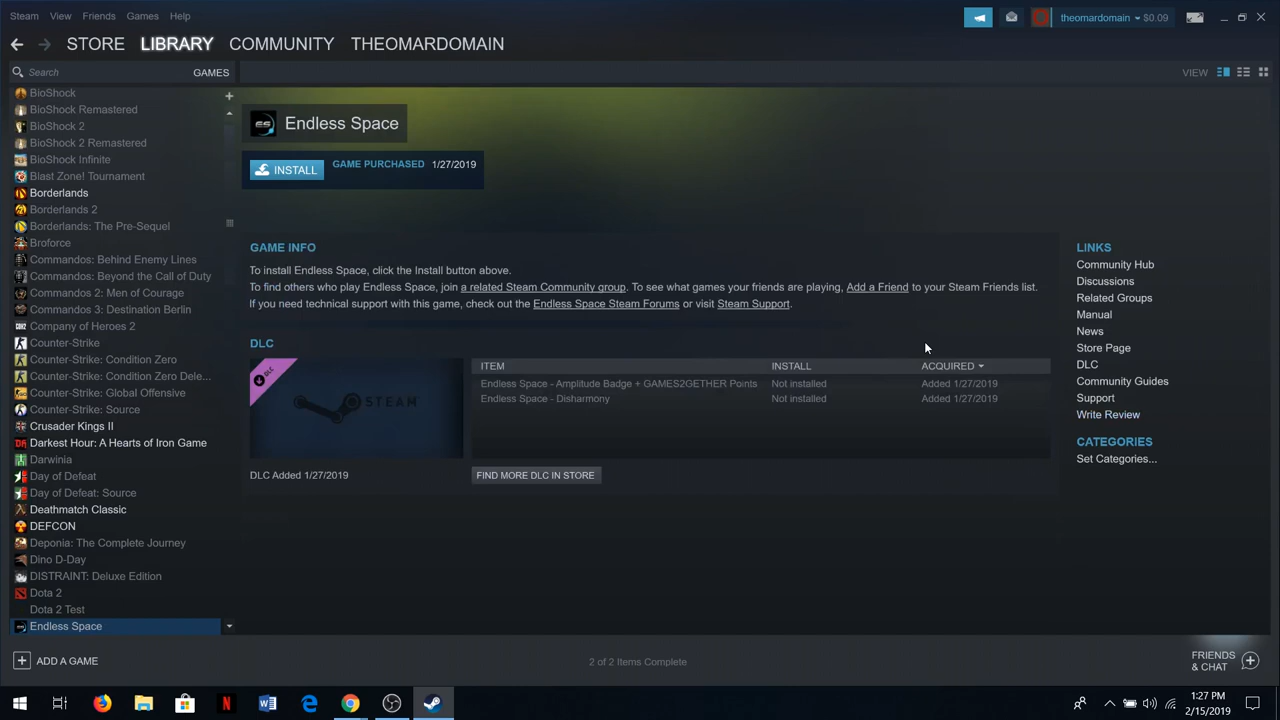 Steam View Friends Games Help
theomardomain $0.09
STORE LIBRARY COMMUNITY THEOMARDOMAIN
Search GAMES
VIEW
BioShock
BioShock Remastered
BioShock 2
BioShock 2 Remastered
BioShock Infinite
Blast Zone! Tournament
Borderlands
Borderlands 2
Borderlands: The Pre-Sequel
Broforce
Commandos: Behind Enemy Lines
Commandos: Beyond the Call of Duty
Commandos 2: Men of Courage
Commandos 3: Destination Berlin
Company of Heroes 2
Counter-Strike
Counter-Strike: Condition Zero
Counter-Strike: Condition Zero Dele...
Counter-Strike: Global Offensive
Counter-Strike: Source
Crusader Kings II
Darkest Hour: A Hearts of Iron Game
Darwinia
Day of Defeat
Day of Defeat: Source
Deathmatch Classic
DEFCON
Deponia: The Complete Journey
Dino D-Day
DISTRAINT: Deluxe Edition
Dota 2
Dota 2 Test
Endless Space
ES Endless Space
INSTALL GAME PURCHASED 1/27/2019
GAME INFO
To install Endless Space, click the Install button above.
To find others who play Endless Space, join a related Steam Community group. To see what games your friends are playing, Add a Friend to your Steam Friends list.
If you need technical support with this game, check out the Endless Space Steam Forums or visit Steam Support.
DLC
DLC
STEAM
DLC Added 1/27/2019
ITEM INSTALL ACQUIRED
Endless Space - Amplitude Badge + GAMES2GETHER Points Not installed Added 1/27/2019
Endless Space - Disharmony Not installed Added 1/27/2019
FIND MORE DLC IN STORE
LINKS
Community Hub
Discussions
Related Groups
Manual
News
Store Page
DLC
Community Guides
Support
Write Review
CATEGORIES
Set Categories...
ADD A GAME
2 of 2 Items Complete
FRIENDS
& CHAT
1:27 PM
2/15/2019